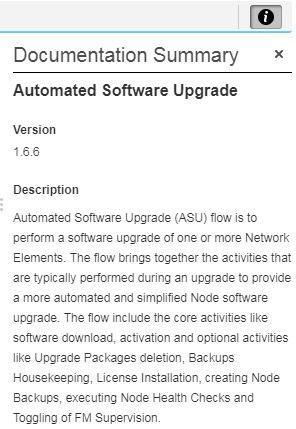 Documentation Summary ×
Automated Software Upgrade
Version
1.6.6
Description
Automated Software Upgrade (ASU) flow is to
perform a software upgrade of one or more Network
Elements. The flow brings together the activities that
are typically performed during an upgrade to provide
a more automated and simplified Node software
upgrade. The flow include the core activities like
software download, activation and optional activities
like Upgrade Packages deletion, Backups
Housekeeping, License Installation, creating Node
Backups, executing Node Health Checks and
Toggling of FM Supervision.